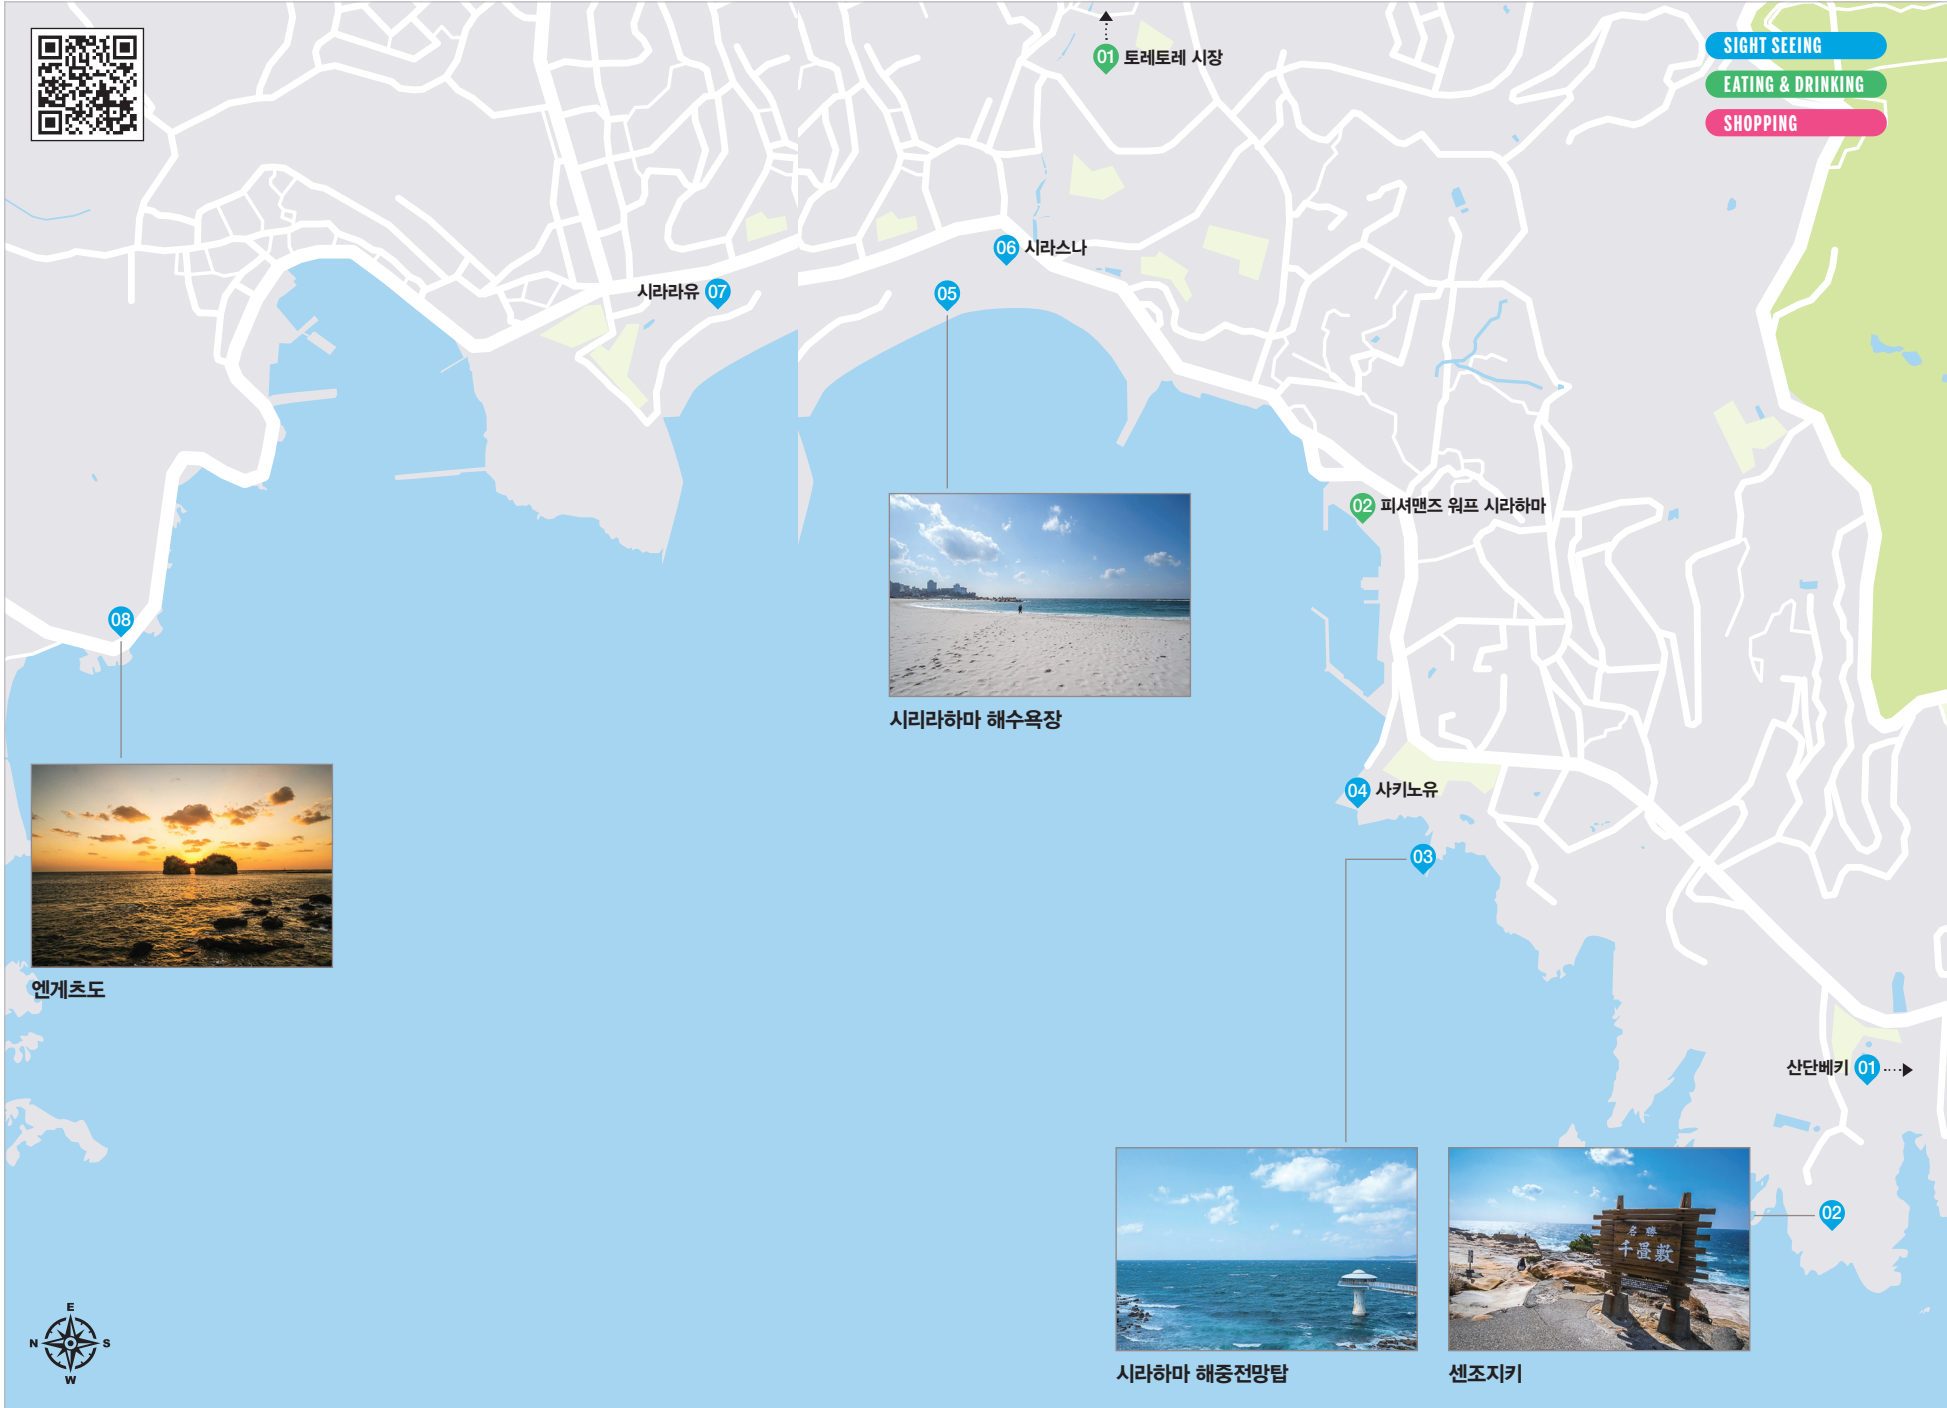 01 토레토레 시장
SIGHT SEEING
EATING & DRINKING
SHOPPING
06 시라스나
시라라유 07
05
02 피셔맨즈 워프 시라하마
08
시리라하마 해수욕장
04 사키노유
03
엔게츠도
산단베키 01
02
名勝
千畳敷
E
N S
W
시라하마 해중전망탑
센조지키